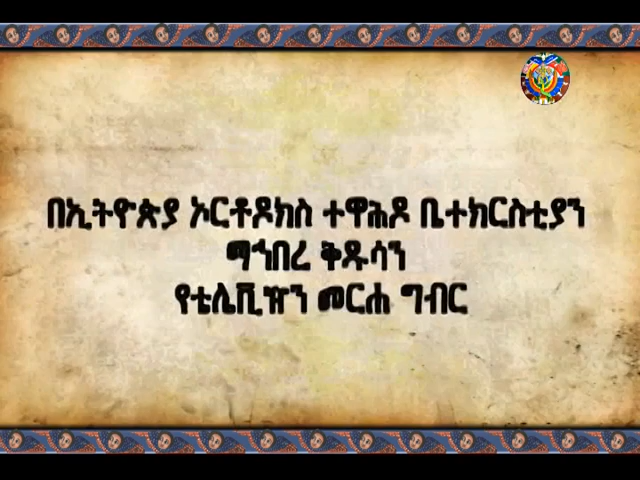 በኢትዮጵያ ኦርቶዶክስ ተዋሕዶ ቤተክርስቲያን
ማኅበረ ቅዱሳን
የቴሌቪዥን መርሐ ግብር